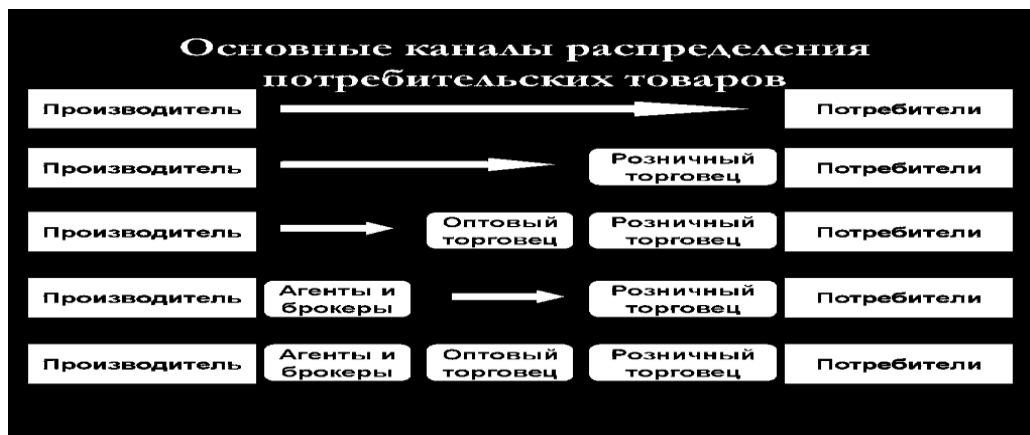 Основные каналы распределения
потребительских товаров
Производитель Потребители
Производитель Розничный торговец Потребители
Производитель Оптовый торговец Розничный торговец Потребители
Производитель Агенты и брокеры Розничный торговец Потребители
Производитель Агенты и брокеры Оптовый торговец Розничный торговец Потребители